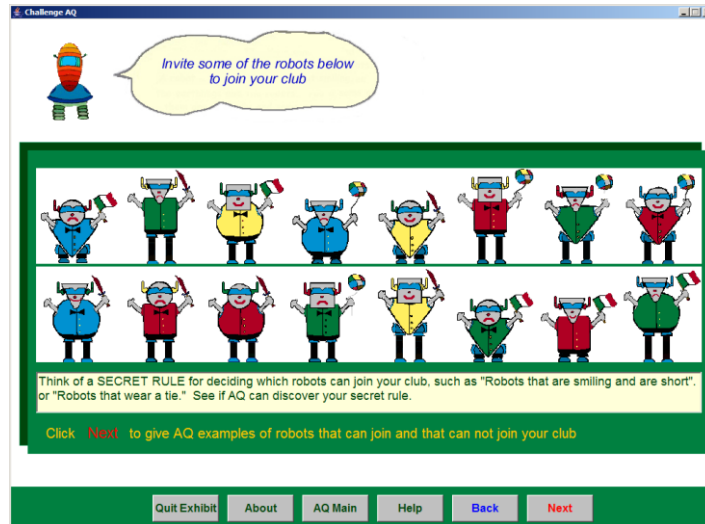 Challenge AQ
Invite some of the robots below
to join your club
Think of a SECRET RULE for deciding which robots can join your club, such as "Robots that are smiling and are short".
or "Robots that wear a tie." See if AQ can discover your secret rule.
Click Next to give AQ examples of robots that can join and that can not join your club
Quit Exhibit About AQ Main Help Back Next